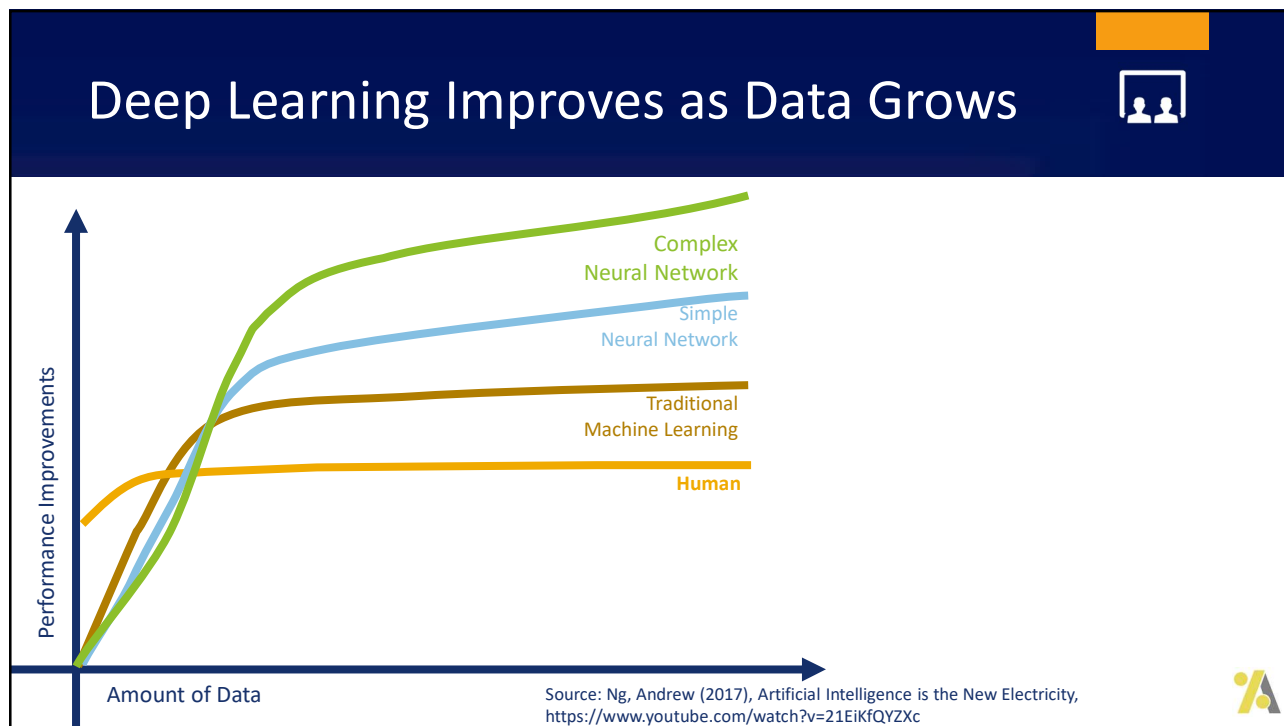 Deep Learning Improves as Data Grows
Complex
Neural Network
Simple
Neural Network
Traditional
Machine Learning
Human
Performance Improvements
Amount of Data
Source: Ng, Andrew (2017), Artificial Intelligence is the New Electricity,
https://www.youtube.com/watch?v=21EiKfQYZXc